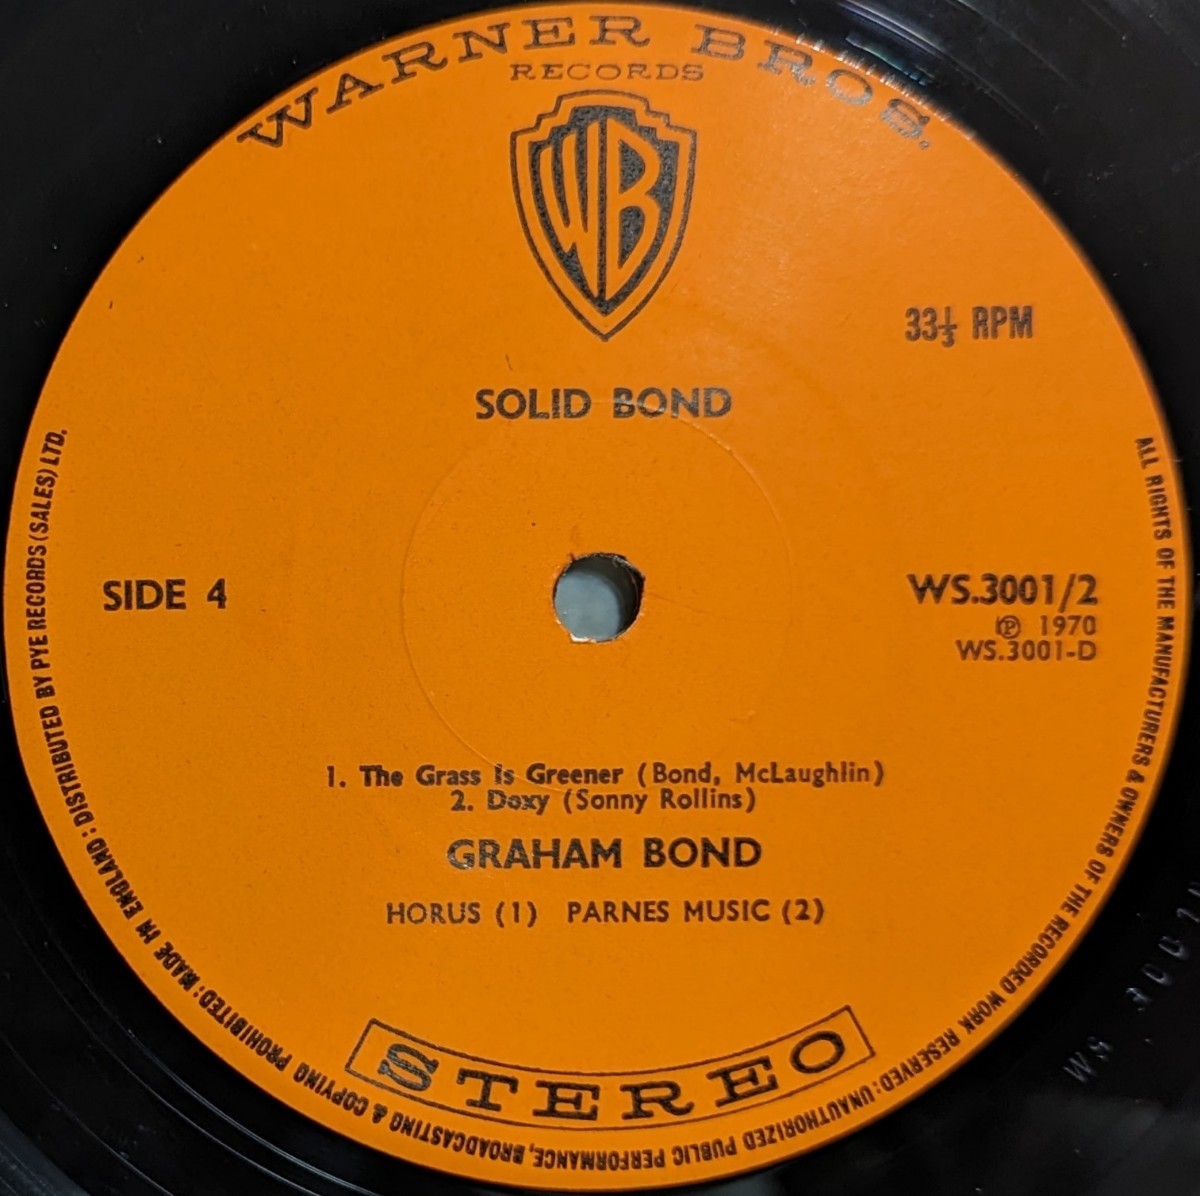 WARNER BROS.
RECORDS
WB
33⅓ RPM
SOLID BOND
SIDE 4
WS.3001/2
℗ 1970
WS.3001-D
1. The Grass Is Greener (Bond, McLaughlin)
2. Doxy (Sonny Rollins)
GRAHAM BOND
HORUS (1) PARNES MUSIC (2)
STEREO
ALL RIGHTS OF THE MANUFACTURERS & OWNERS OF THE RECORDED WORK RESERVED: UNAUTHORIZED PUBLIC PERFORMANCE, BROADCASTING & COPYING PROHIBITED: MADE IN ENGLAND: DISTRIBUTED BY PYE RECORDS (SALES) LTD.